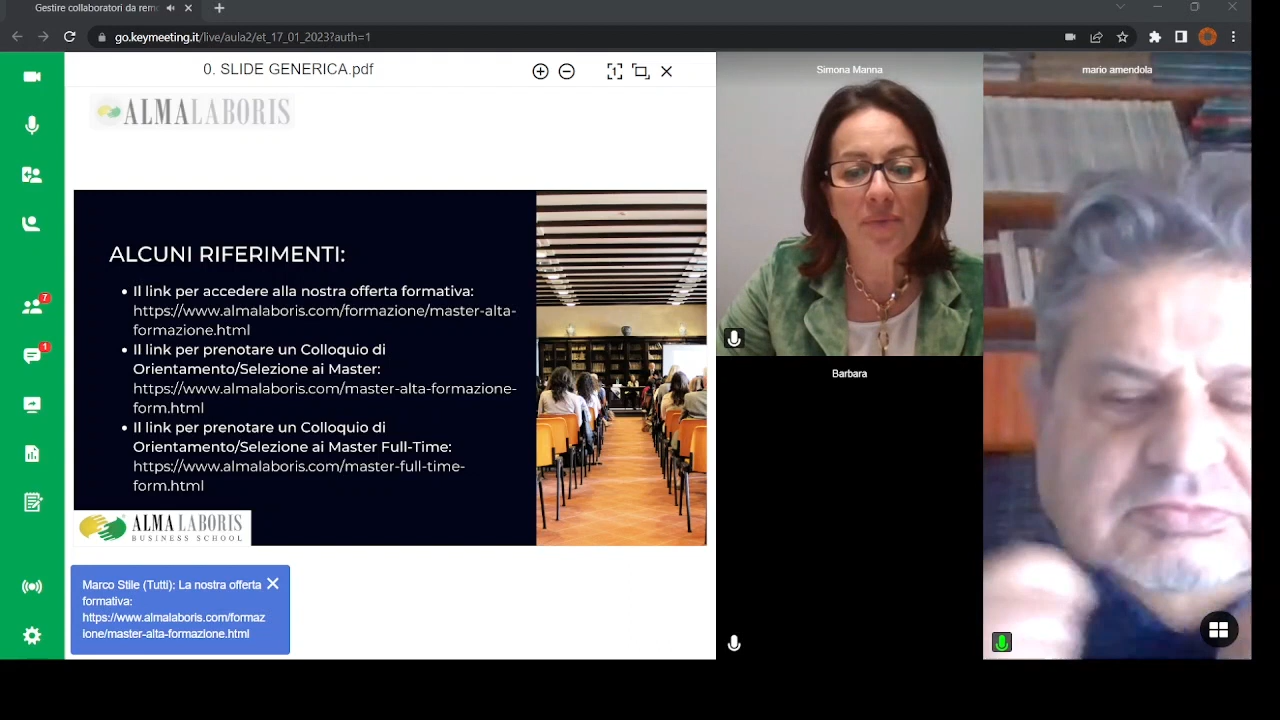 Gestire collaboratori da rem
go.keymeeting.it/live/aula2/et_17_01_2023?auth=1
0. SLIDE GENERICA.pdf
1
ALMALABORIS
Simona Manna
mario amendola
ALCUNI RIFERIMENTI:
• Il link per accedere alla nostra offerta formativa:
https://www.almalaboris.com/formazione/master-alta-
formazione.html
• Il link per prenotare un Colloquio di
Orientamento/Selezione ai Master:
https://www.almalaboris.com/master-alta-formazione-
form.html
• Il link per prenotare un Colloquio di
Orientamento/Selezione ai Master Full-Time:
https://www.almalaboris.com/master-full-time-
form.html
ALMA LABORIS
BUSINESS SCHOOL
7
1
Barbara
Marco Stile (Tutti): La nostra offerta
formativa:
https://www.almalaboris.com/formaz
ione/master-alta-formazione.html